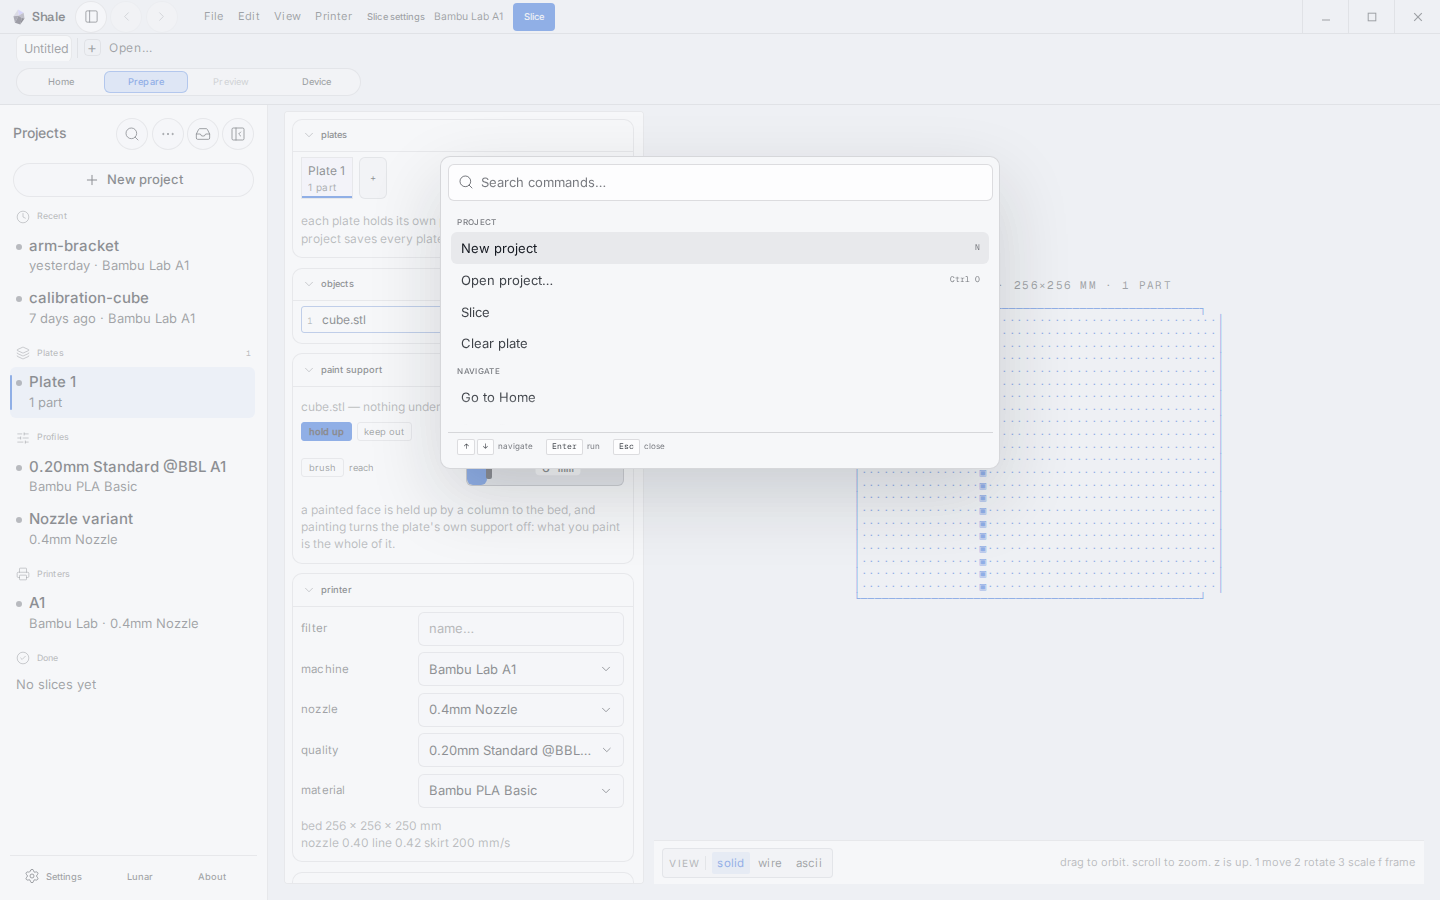 Shale
File Edit View Printer Slice settings Bambu Lab A1 Slice
Untitled + Open...
Home Prepare Preview Device
Projects
New project
Recent
arm-bracket
yesterday · Bambu Lab A1
calibration-cube
7 days ago · Bambu Lab A1
Plates 1
Plate 1
1 part
Profiles
0.20mm Standard @BBL A1
Bambu PLA Basic
Nozzle variant
0.4mm Nozzle
Printers
A1
Bambu Lab · 0.4mm Nozzle
Done
No slices yet
Settings Lunar About
plates
Plate 1
1 part
+
each plate holds its own
project saves every plate
objects
1 cube.stl
paint support
cube.stl — nothing under
hold up keep out
brush reach
a painted face is held up by a column to the bed, and
painting turns the plate's own support off: what you paint
is the whole of it.
printer
filter name...
machine Bambu Lab A1
nozzle 0.4mm Nozzle
quality 0.20mm Standard @BBL...
material Bambu PLA Basic
bed 256 × 256 × 250 mm
nozzle 0.40 line 0.42 skirt 200 mm/s
Search commands...
PROJECT
New project N
Open project... Ctrl O
Slice
Clear plate
NAVIGATE
Go to Home
↑ ↓ navigate Enter run Esc close
· 256×256 MM · 1 PART
VIEW solid wire ascii
drag to orbit. scroll to zoom. z is up. 1 move 2 rotate 3 scale f frame